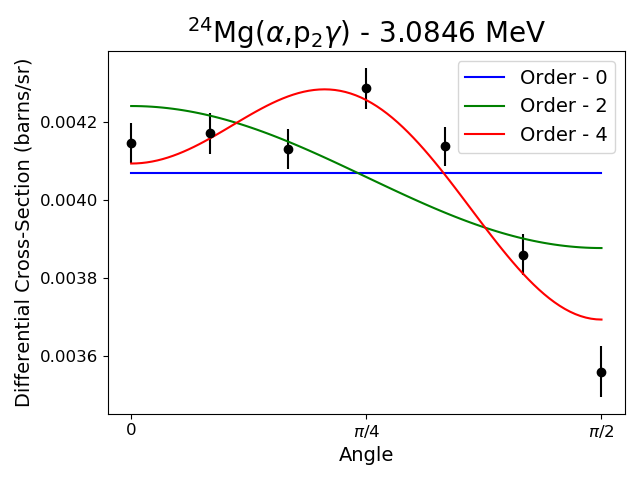 ²⁴Mg(α,p₂γ) - 3.0846 MeV
Order - 0
Order - 2
Order - 4
Differential Cross-Section (barns/sr)
0.0042
0.0040
0.0038
0.0036
0
π/4
π/2
Angle